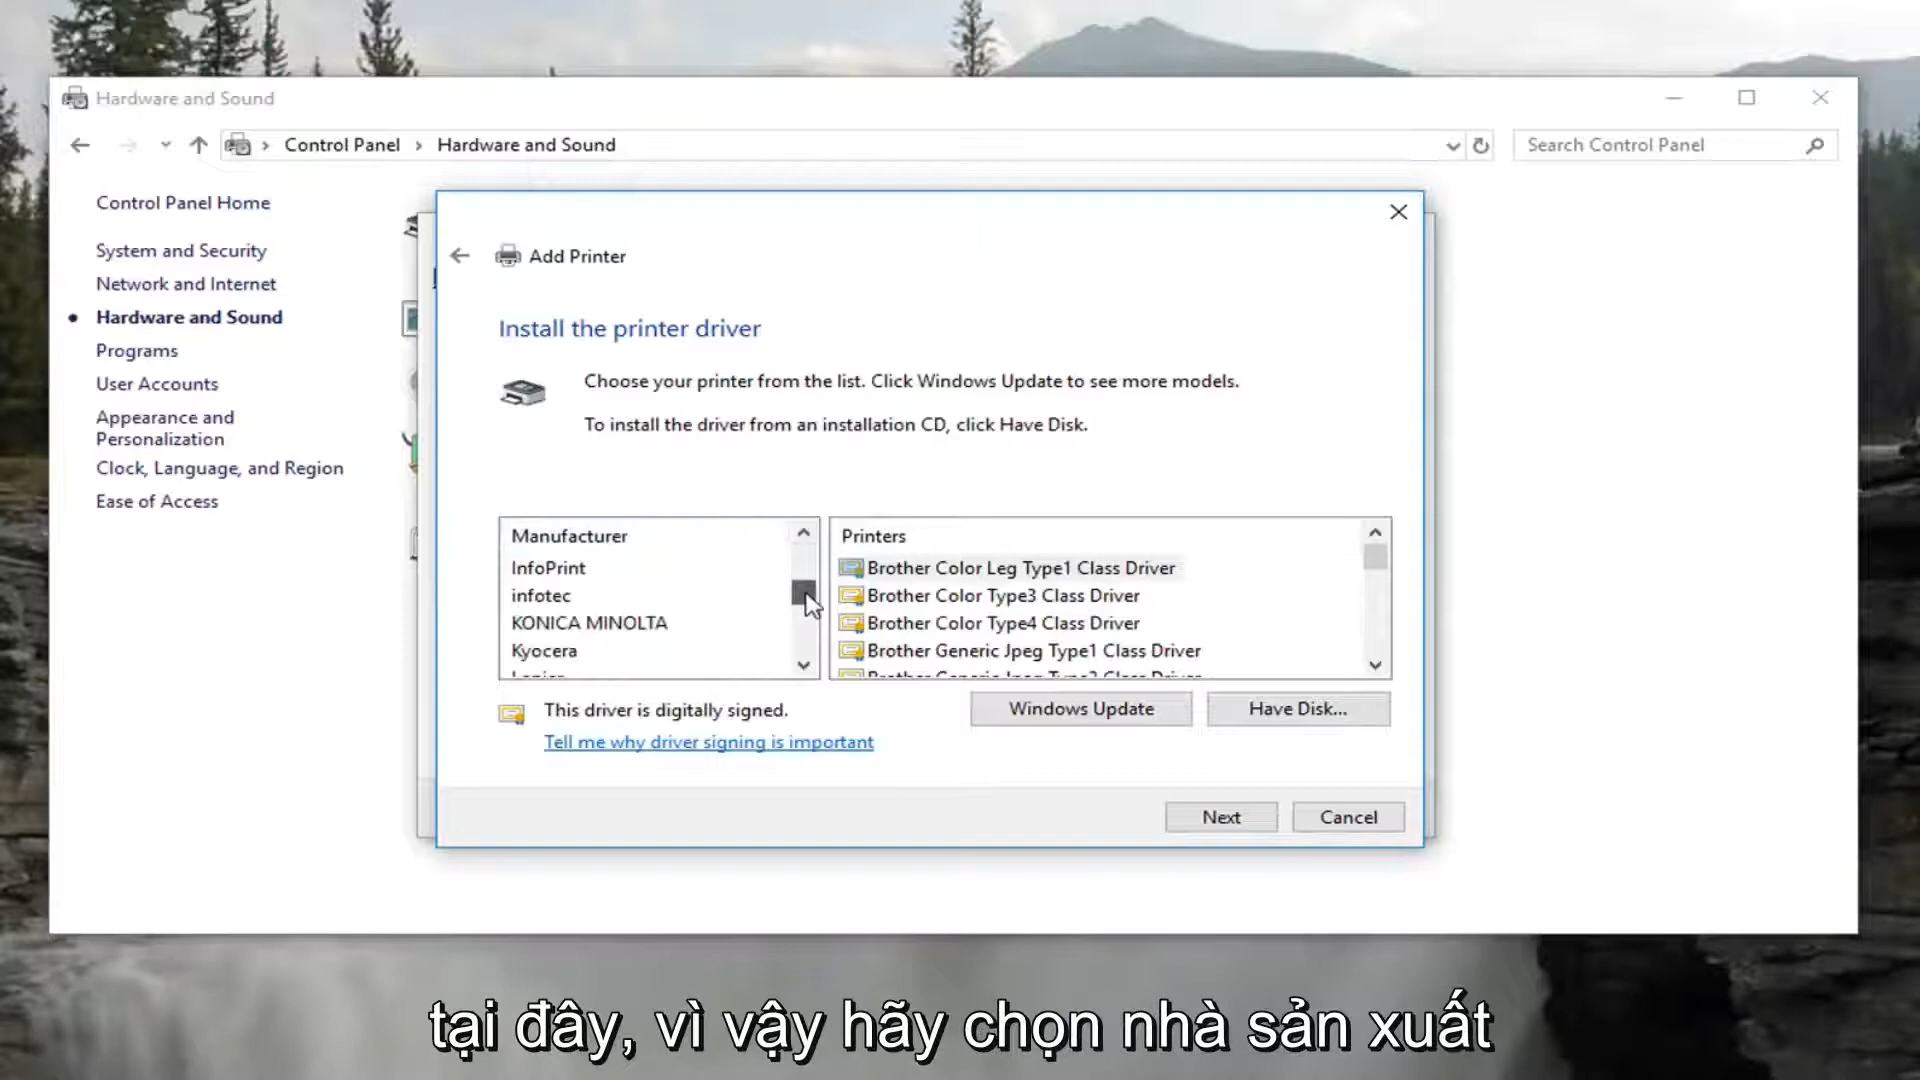 Hardware and Sound
Control Panel
Hardware and Sound
Search Control Panel
Control Panel Home
System and Security
Network and Internet
Hardware and Sound
Programs
User Accounts
Appearance and
Personalization
Clock, Language, and Region
Ease of Access
Add Printer
Install the printer driver
Choose your printer from the list. Click Windows Update to see more models.
To install the driver from an installation CD, click Have Disk.
Manufacturer
InfoPrint
infotec
KONICA MINOLTA
Kyocera
Printers
Brother Color Leg Type1 Class Driver
Brother Color Type3 Class Driver
Brother Color Type4 Class Driver
Brother Generic Jpeg Type1 Class Driver
This driver is digitally signed.
Tell me why driver signing is important
Windows Update
Have Disk...
Next
Cancel
tại đây, vì vậy hãy chọn nhà sản xuất